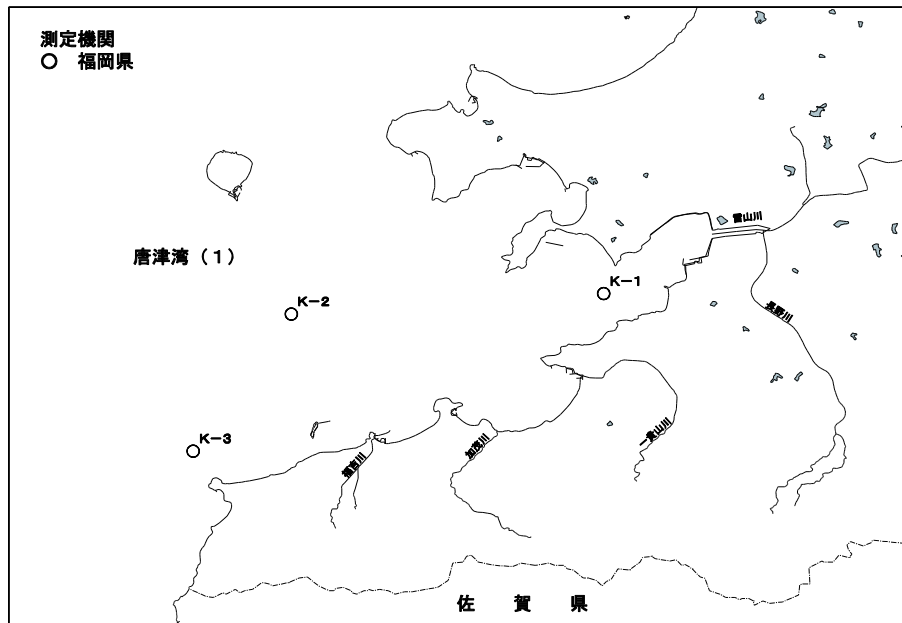 測定機関
○ 福岡県
雷山川
唐津湾（1）
K－1
K－2
長野川
K－3
福吉川
加茂川
一貴山川
佐 賀 県